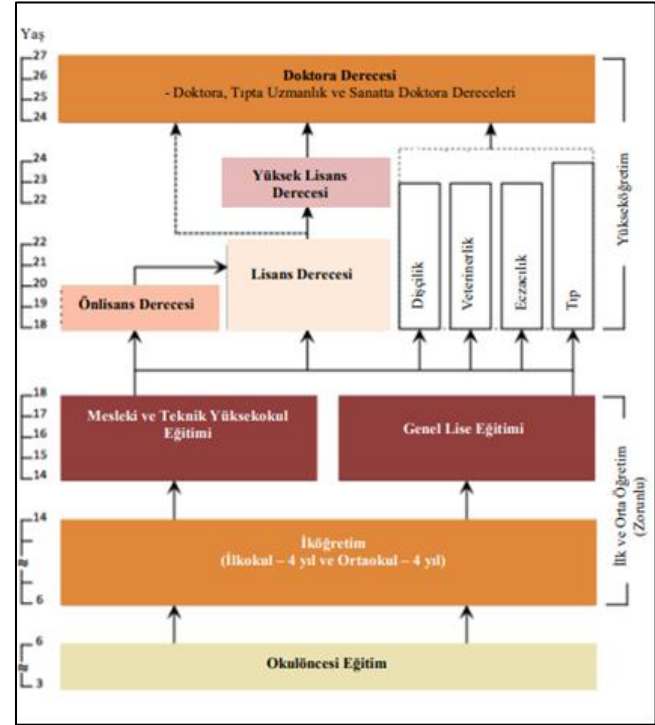 Yaş
27
26
25
24
Doktora Derecesi
- Doktora, Tıpta Uzmanlık ve Sanatta Doktora Dereceleri
24
23
22
Yüksek Lisans
Derecesi
22
21
20
19
18
Lisans Derecesi
Önlisans Derecesi
Dişçilik
Veterinerlik
Eczacılık
Tıp
Yükseköğretim
18
17
16
15
14
Mesleki ve Teknik Yüksekokul
Eğitimi
Genel Lise Eğitimi
14
6
İköğretim
(İlkokul – 4 yıl ve Ortaokul – 4 yıl)
İlk ve Orta Öğretim
(Zorunlu)
6
3
Okulöncesi Eğitim